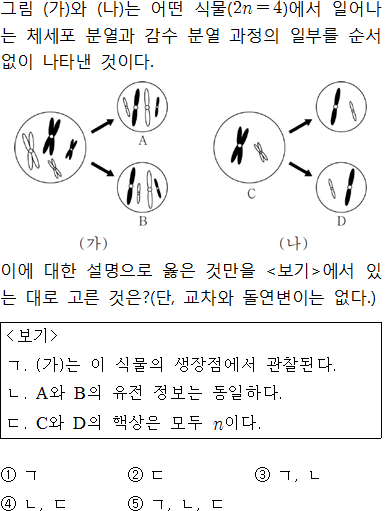 그림 (가)와 (나)는 어떤 식물(2n=4)에서 일어나
는 체세포 분열과 감수 분열 과정의 일부를 순서
없이 나타낸 것이다.
A
B
(가)
C
D
(나)
이에 대한 설명으로 옳은 것만을 <보기>에서 있
는 대로 고른 것은?(단, 교차와 돌연변이는 없다.)
<보기>
ㄱ. (가)는 이 식물의 생장점에서 관찰된다.
ㄴ. A와 B의 유전 정보는 동일하다.
ㄷ. C와 D의 핵상은 모두 n이다.
① ㄱ ② ㄷ ③ ㄱ, ㄴ
④ ㄴ, ㄷ ⑤ ㄱ, ㄴ, ㄷ